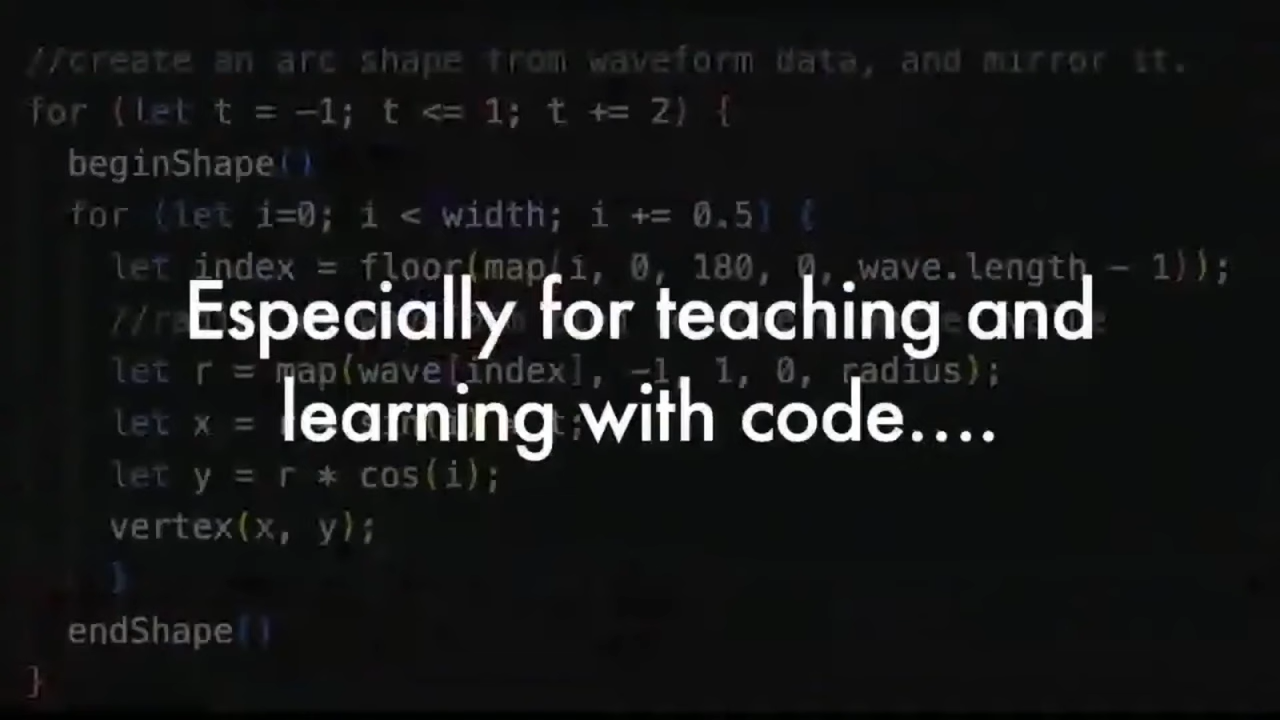 //create an arc shape from waveform data, and mirror it.
for (let t = -1; t <= 1; t += 2) {
beginShape()
for (let i=0; i < width; i += 0.5) {
let index = floor(map(i, 0, 180, 0, wave.length - 1));
Especially for teaching and
let r = map(wave[index], -1, 1, 0, radius);
let x =
learning with code....
let y = r * cos(i);
vertex(x, y);
}
endShape()
}